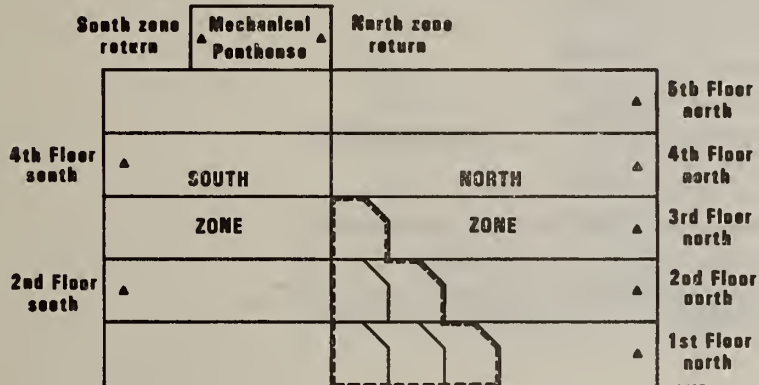 South zone
return
Mechanical
Penthouse
North zone
return
5th Floor
north
4th Floor
south
SOUTH
NORTH
4th Floor
north
ZONE
ZONE
3rd Floor
north
2nd Floor
south
2nd Floor
north
1st Floor
north